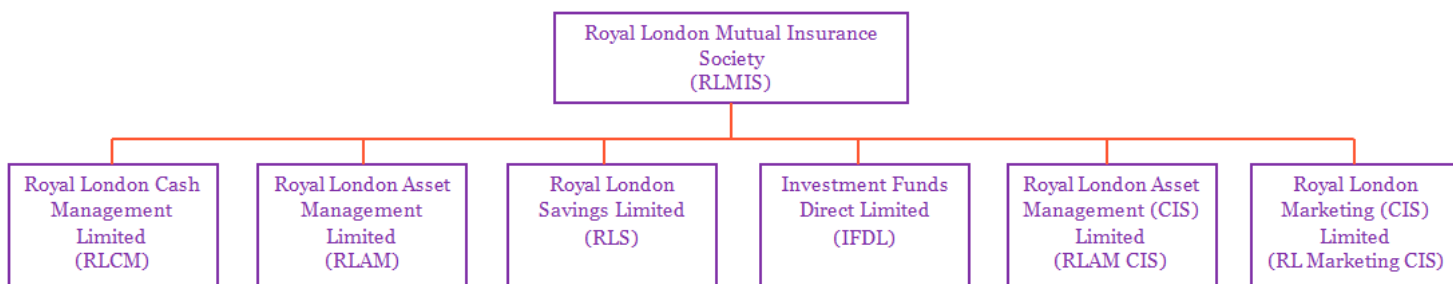 Royal London Mutual Insurance
Society
(RLMIS)
Royal London Cash
Management
Limited
(RLCM)
Royal London Asset
Management
Limited
(RLAM)
Royal London
Savings Limited
(RLS)
Investment Funds
Direct Limited
(IFDL)
Royal London Asset
Management (CIS)
Limited
(RLAM CIS)
Royal London
Marketing (CIS)
Limited
(RL Marketing CIS)